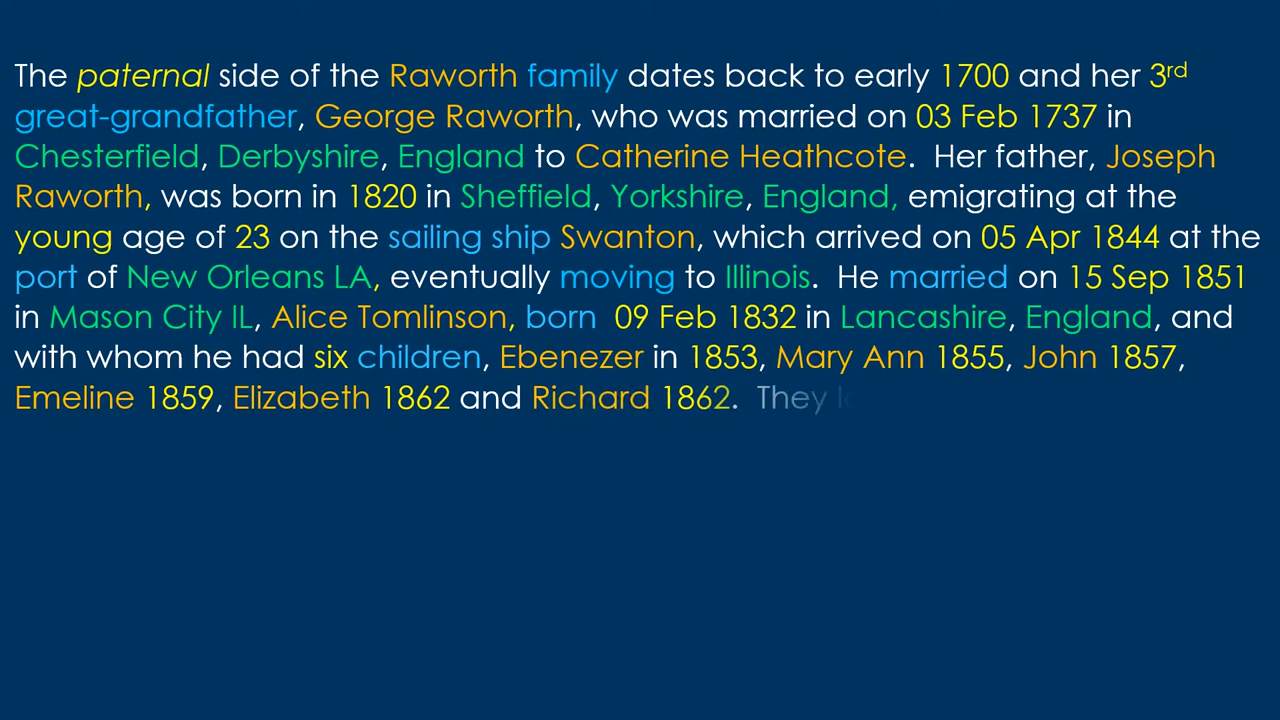 The paternal side of the Raworth family dates back to early 1700 and her 3rd
great-grandfather, George Raworth, who was married on 03 Feb 1737 in
Chesterfield, Derbyshire, England to Catherine Heathcote.  Her father, Joseph
Raworth, was born in 1820 in Sheffield, Yorkshire, England, emigrating at the
young age of 23 on the sailing ship Swanton, which arrived on 05 Apr 1844 at the
port of New Orleans LA, eventually moving to Illinois.  He married on 15 Sep 1851
in Mason City IL, Alice Tomlinson, born  09 Feb 1832 in Lancashire, England, and
with whom he had six children, Ebenezer in 1853, Mary Ann 1855, John 1857,
Emeline 1859, Elizabeth 1862 and Richard 1862.  They